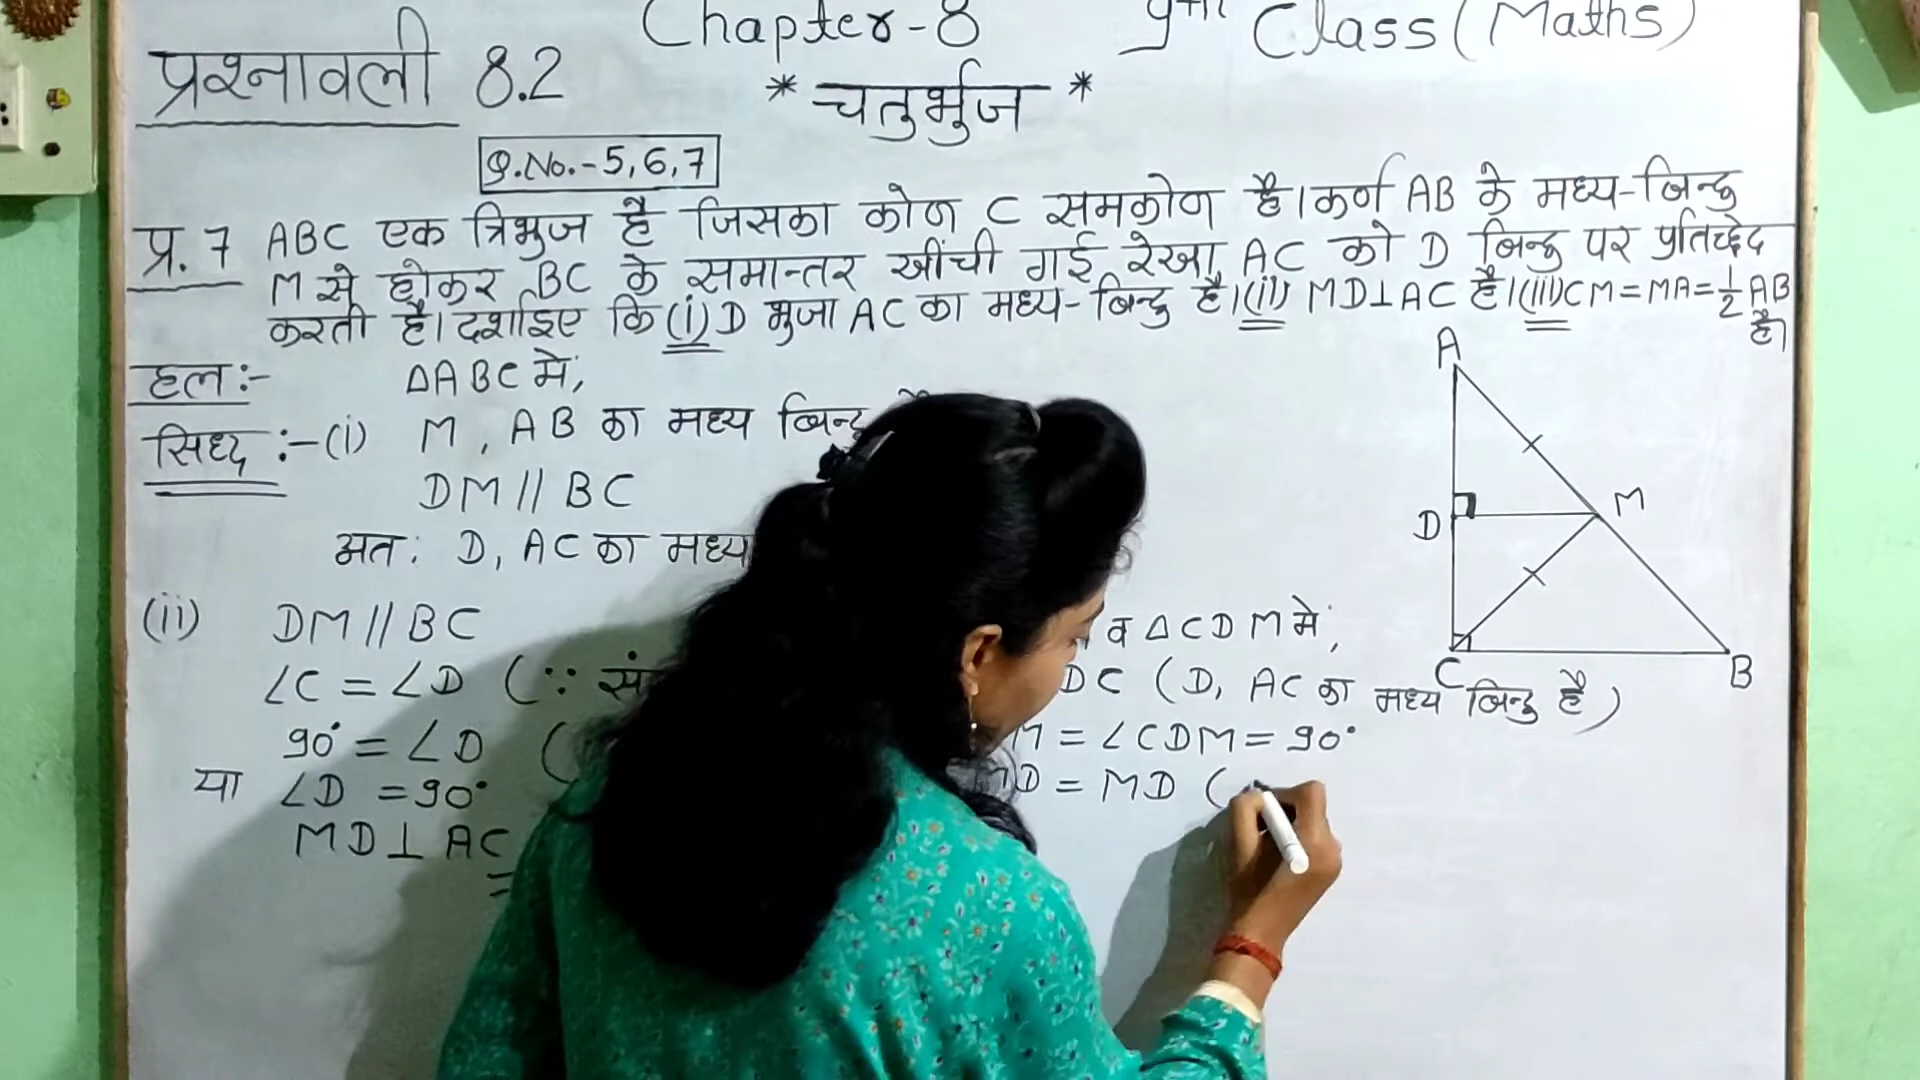 Chapter-8 9th Class (Maths)
प्रश्नावली 8.2
* चतुर्भुज *
Q.No.-5,6,7
प्र. 7 ABC एक त्रिभुज है जिसका कोण C समकोण है। कर्ण AB के मध्य-बिन्दु
M से होकर BC के समान्तर खींची गई रेखा AC को D बिन्दु पर प्रतिच्छेद
करती है। दर्शाइए कि (i) D भुजा AC का मध्य-बिन्दु है। (ii) MD⊥AC है। (iii) CM=MA=1/2 AB
है।
हल:- ΔABC में,
सिध्द:-(i) M, AB का मध्य बिन्दु
DM // BC
अत: D, AC का मध्य
(ii) DM // BC
∠C = ∠D (∵
90° = ∠D (
या ∠D = 90°
MD⊥AC
व ΔCDM में,
DC (D, AC का मध्य बिन्दु है)
M = ∠CDM = 90°
MD = MD (
A
M
D
C
B